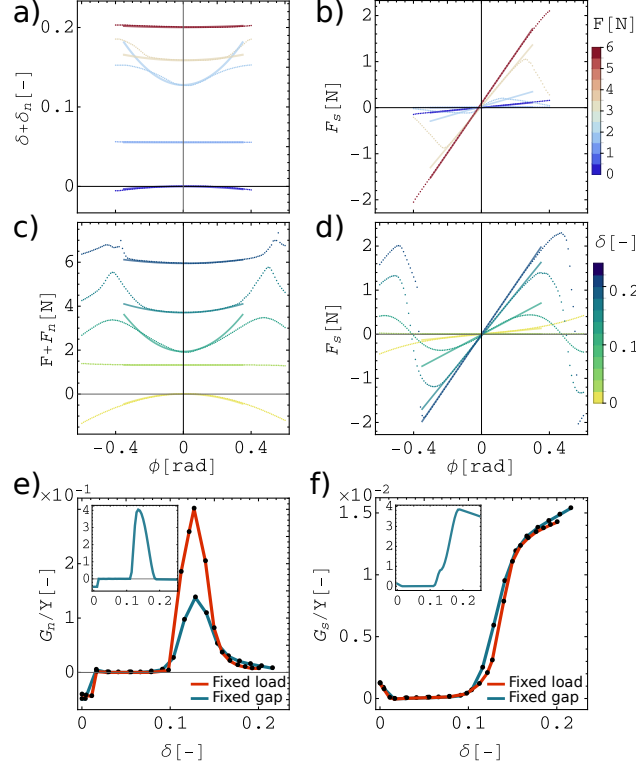 a)
δ+δn[-]
0.2
0.1
0
b)
Fs[N]
2
1
0
-1
-2
F[N]
6
5
4
3
2
1
0
c)
F+Fn[N]
6
4
2
0
-0.4
0
0.4
ϕ[rad]
d)
Fs[N]
2
1
0
-1
-2
-0.4
0
0.4
ϕ[rad]
δ[-]
0.2
0.1
0
e)
×10⁻¹
Gn/Y[-]
2
1
0
4
3
2
1
0
0
0.1
0.2
Fixed load
Fixed gap
0
0.1
0.2
δ[-]
f)
×10⁻²
Gs/Y[-]
1.5
1
0.5
0
4
3
2
1
0
0
0.1
0.2
Fixed load
Fixed gap
0
0.1
0.2
δ[-]